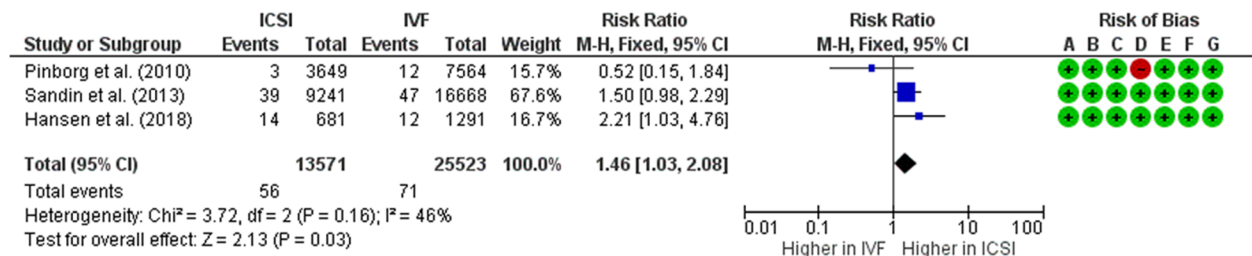 ICSI IVF Risk Ratio Risk Ratio Risk of Bias
Study or Subgroup Events Total Events Total Weight M-H, Fixed, 95% CI M-H, Fixed, 95% CI A B C D E F G
Pinborg et al. (2010) 3 3649 12 7564 15.7% 0.52 [0.15, 1.84] + + + - + + +
Sandin et al. (2013) 39 9241 47 16668 67.6% 1.50 [0.98, 2.29] + + + + + + +
Hansen et al. (2018) 14 681 12 1291 16.7% 2.21 [1.03, 4.76] + + + + + + +
Total (95% CI) 13571 25523 100.0% 1.46 [1.03, 2.08]
Total events 56 71
Heterogeneity: Chi² = 3.72, df = 2 (P = 0.16); I² = 46%
Test for overall effect: Z = 2.13 (P = 0.03)
0.01 0.1 1 10 100
Higher in IVF Higher in ICSI